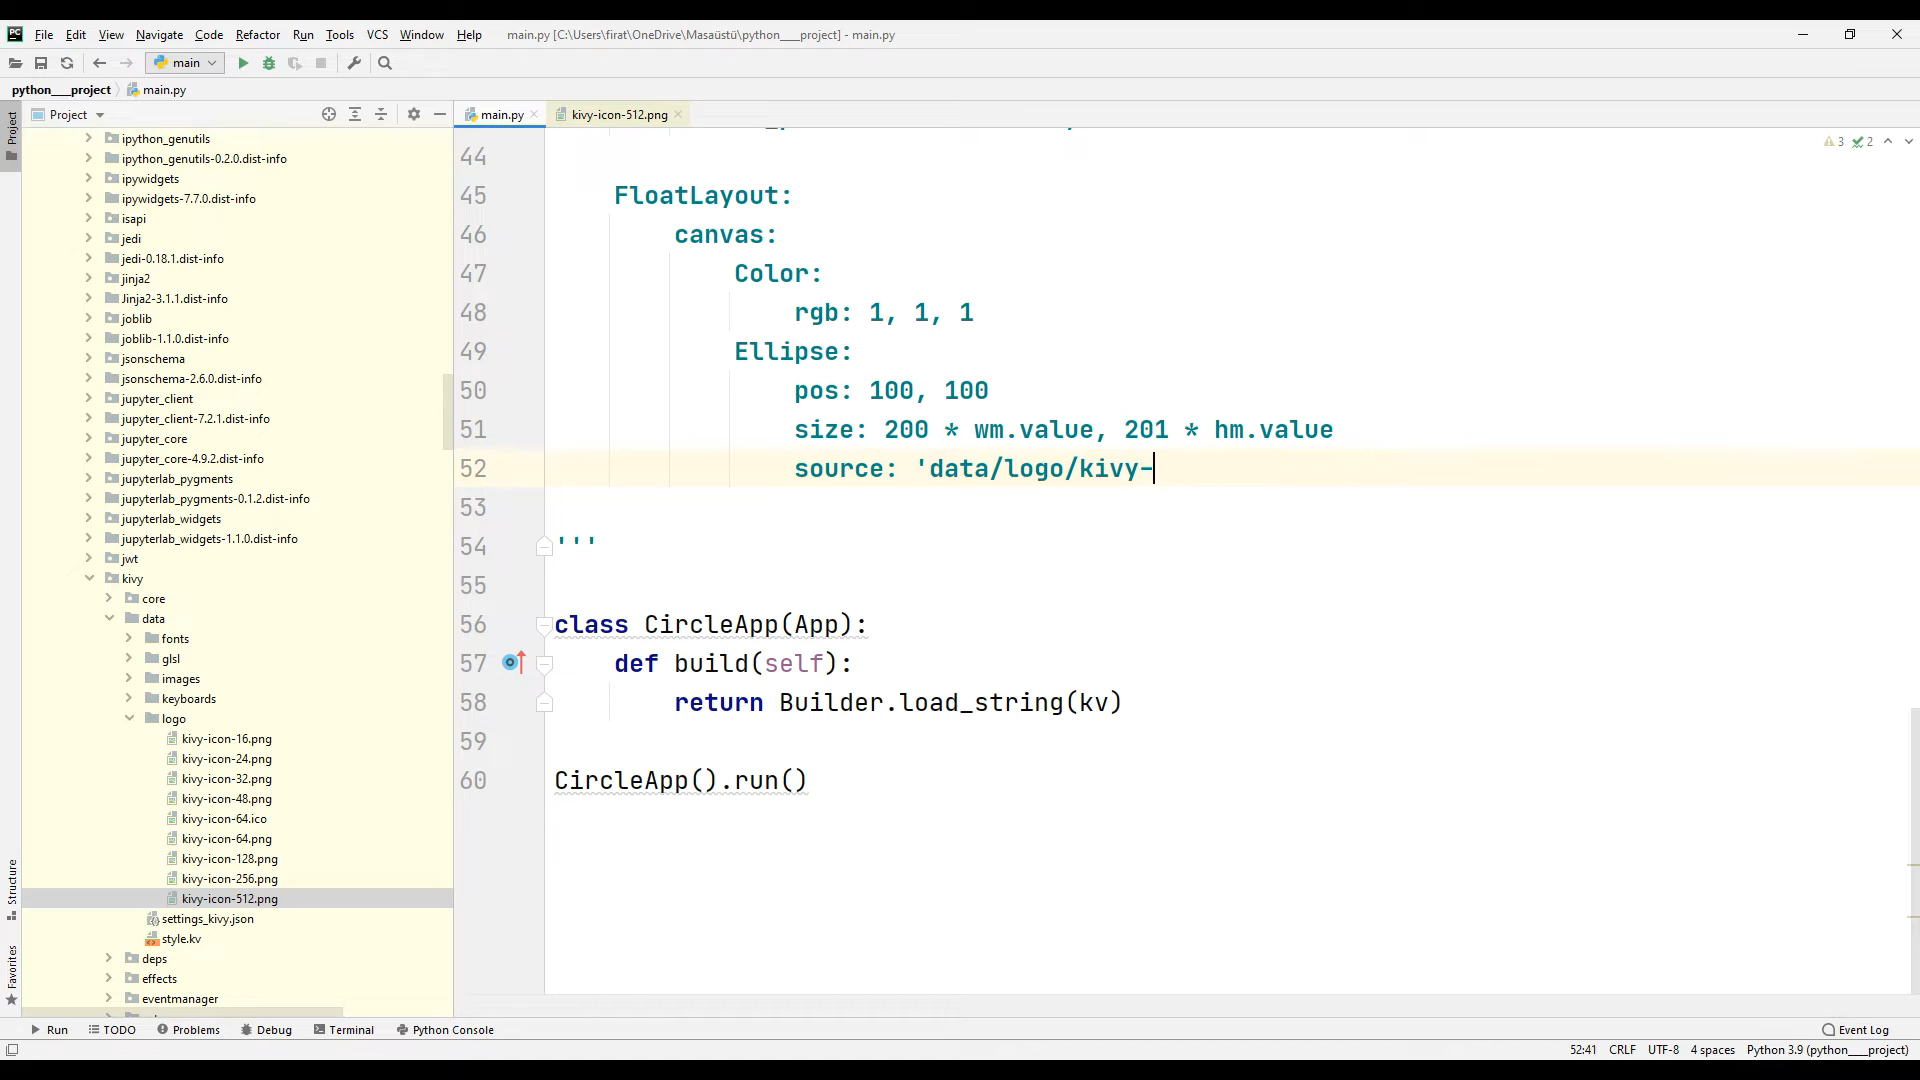 PC File Edit View Navigate Code Refactor Run Tools VCS Window Help main.py [C:\Users\firat\OneDrive\Masaüstü\python___project] - main.py
main
python___project main.py
Project main.py kivy-icon-512.png
Project
Structure
Favorites
ipython_genutils
ipython_genutils-0.2.0.dist-info
ipywidgets
ipywidgets-7.7.0.dist-info
isapi
jedi
jedi-0.18.1.dist-info
jinja2
Jinja2-3.1.1.dist-info
joblib
joblib-1.1.0.dist-info
jsonschema
jsonschema-2.6.0.dist-info
jupyter_client
jupyter_client-7.2.1.dist-info
jupyter_core
jupyter_core-4.9.2.dist-info
jupyterlab_pygments
jupyterlab_pygments-0.1.2.dist-info
jupyterlab_widgets
jupyterlab_widgets-1.1.0.dist-info
jwt
kivy
core
data
fonts
glsl
images
keyboards
logo
kivy-icon-16.png
kivy-icon-24.png
kivy-icon-32.png
kivy-icon-48.png
kivy-icon-64.ico
kivy-icon-64.png
kivy-icon-128.png
kivy-icon-256.png
kivy-icon-512.png
settings_kivy.json
style.kv
deps
effects
eventmanager
3 2
44
45 FloatLayout:
46 canvas:
47 Color:
48 rgb: 1, 1, 1
49 Ellipse:
50 pos: 100, 100
51 size: 200 * wm.value, 201 * hm.value
52 source: 'data/logo/kivy-
53
54 '''
55
56 class CircleApp(App):
57 def build(self):
58 return Builder.load_string(kv)
59
60 CircleApp().run()
Run TODO Problems Debug Terminal Python Console Event Log
52:41 CRLF UTF-8 4 spaces Python 3.9 (python___project)